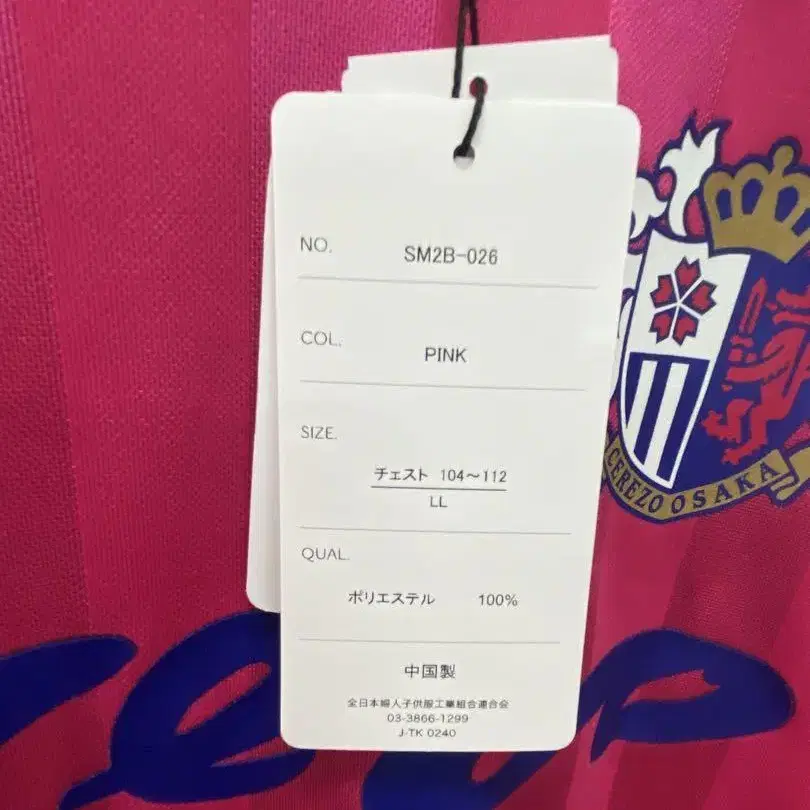 NO.
SM2B-026
COL.
PINK
SIZE.
チェスト 104～112
LL
QUAL.
ポリエステル 100%
中国製
全日本婦人子供服工業組合連合会
03-3866-1299
J-TK 0240
CEREZO OSAKA